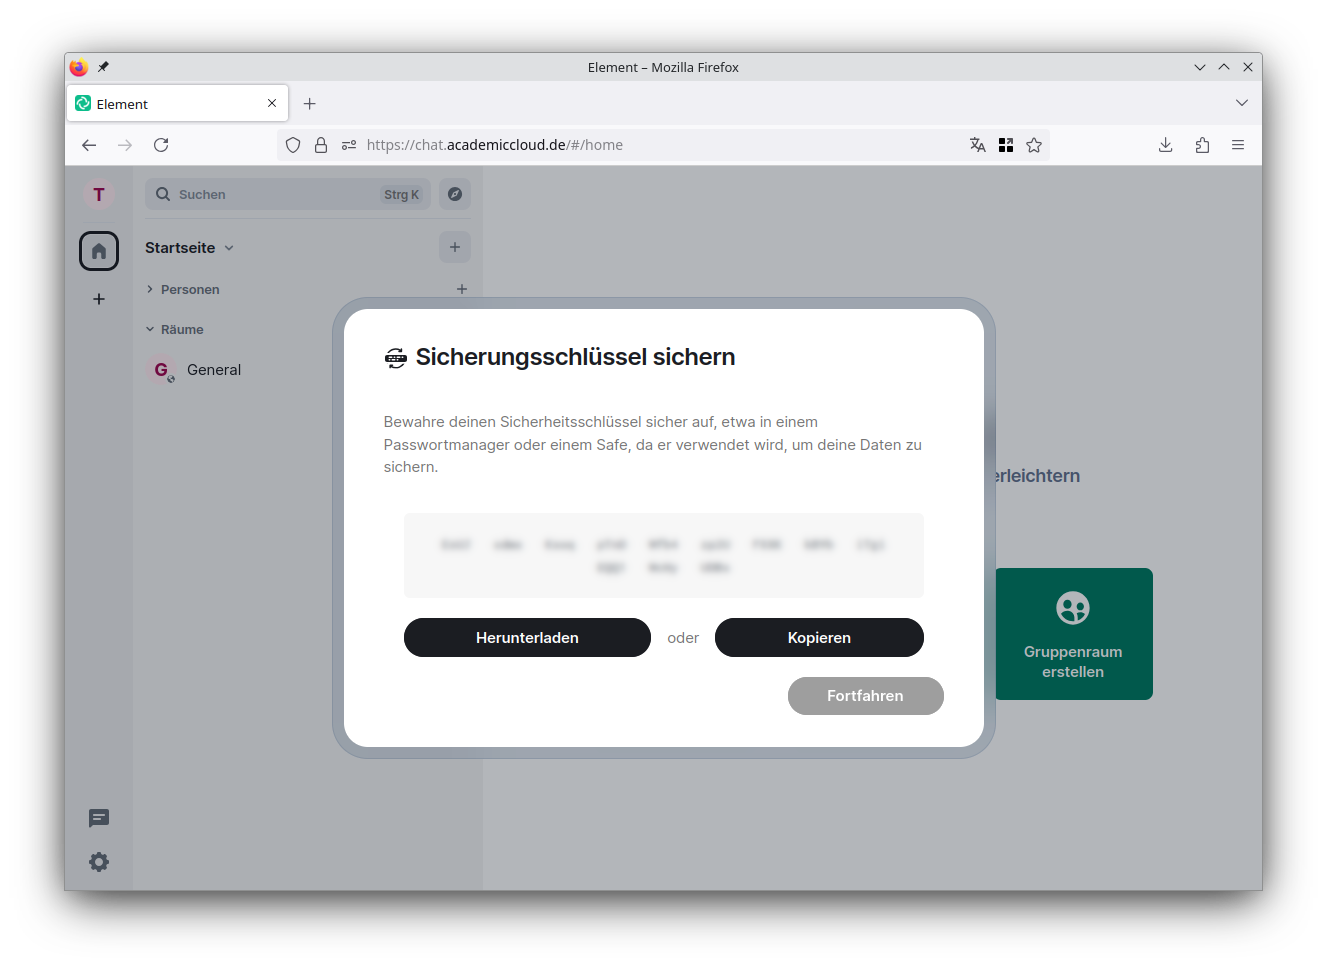 Element – Mozilla Firefox
Element
https://chat.academiccloud.de/#/home
T
Suchen
Strg K
Startseite
Personen
Räume
G
General
erleichtern
Gruppenraum
erstellen
Sicherungsschlüssel sichern
Bewahre deinen Sicherheitsschlüssel sicher auf, etwa in einem
Passwortmanager oder einem Safe, da er verwendet wird, um deine Daten zu
sichern.
Herunterladen oder Kopieren
Fortfahren